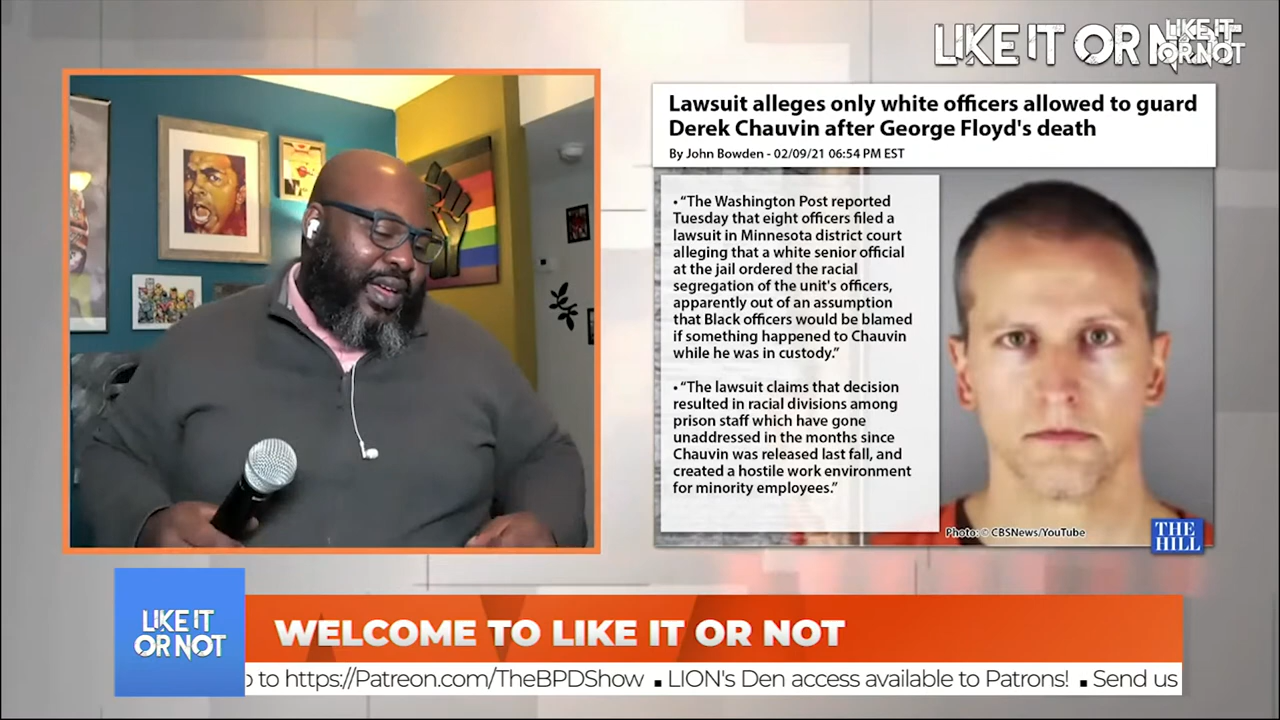 LIKE IT OR NOT
LIKE IT
OR NOT
Lawsuit alleges only white officers allowed to guard
Derek Chauvin after George Floyd's death
By John Bowden - 02/09/21 06:54 PM EST
• “The Washington Post reported
Tuesday that eight officers filed a
lawsuit in Minnesota district court
alleging that a white senior official
at the jail ordered the racial
segregation of the unit's officers,
apparently out of an assumption
that Black officers would be blamed
if something happened to Chauvin
while he was in custody.”
• “The lawsuit claims that decision
resulted in racial divisions among
prison staff which have gone
unaddressed in the months since
Chauvin was released last fall, and
created a hostile work environment
for minority employees.”
Photo: © CBSNews/YouTube
THE
HILL
LIKE IT
OR NOT
WELCOME TO LIKE IT OR NOT
to https://Patreon.com/TheBPDShow ▪ LION's Den access available to Patrons! ▪ Send us